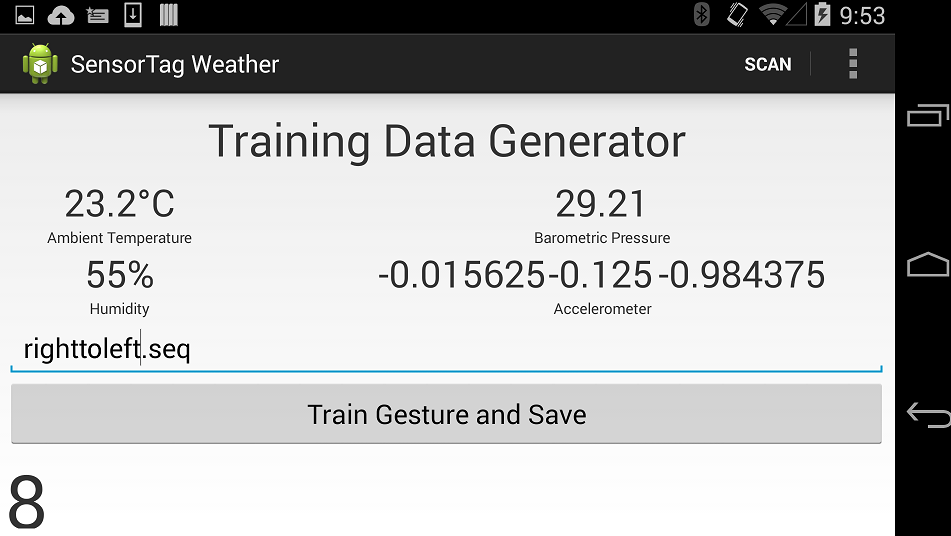 9:53
SensorTag Weather SCAN
Training Data Generator
23.2°C 29.21
Ambient Temperature Barometric Pressure
55% -0.015625-0.125-0.984375
Humidity Accelerometer
righttoleft.seq
Train Gesture and Save
8